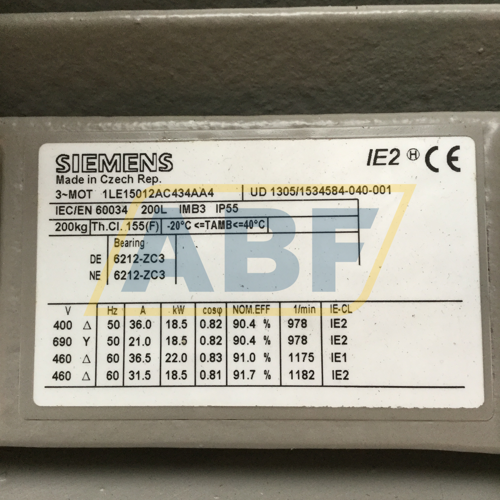 SIEMENS IE2 H CE
Made in Czech Rep.
3~MOT 1LE15012AC434AA4 UD 1305/1534584-040-001
IEC/EN 60034 200L IMB3 IP55
200kg Th.Cl. 155(F) -20°C <=TAMB<=40°C
Bearing
DE 6212-ZC3
NE 6212-ZC3
V Hz A kW cosφ NOM.EFF 1/min IE-CL
400 Δ 50 36.0 18.5 0.82 90.4 % 978 IE2
690 Y 50 21.0 18.5 0.82 90.4 % 978 IE2
460 Δ 60 36.5 22.0 0.83 91.0 % 1175 IE1
460 Δ 60 31.5 18.5 0.81 91.7 % 1182 IE2
ABF